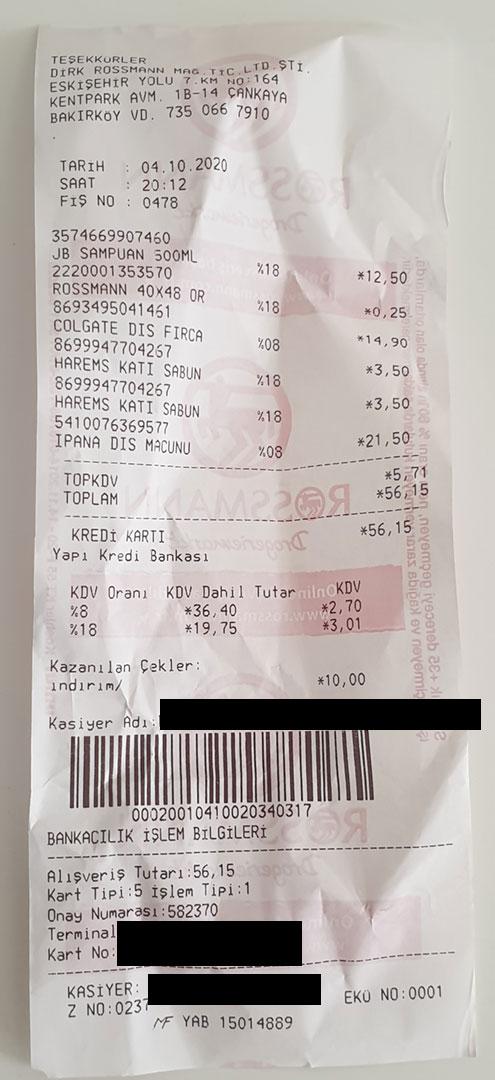 TEŞEKKÜRLER
DIRK ROSSMANN MAG.TIC.LTD.ŞTİ.
ESKİŞEHİR YOLU 7.KM NO:164
KENTPARK AVM. 1B-14 ÇANKAYA
BAKIRKÖY VD. 735 066 7910
TARİH : 04.10.2020
SAAT : 20:12
FİŞ NO : 0478
3574669907460
JB SAMPUAN 500ML %18 *12,50
2220001353570
ROSSMANN 40X48 OR %18 *0,25
8693495041461
COLGATE DIS FIRCA %08 *14,90
8699947704267
HAREMS KATI SABUN %18 *3,50
8699947704267
HAREMS KATI SABUN %18 *3,50
5410076369577
IPANA DIS MACUNU %08 *21,50
TOPKDV *5,71
TOPLAM *56,15
KREDİ KARTI *56,15
Yapı Kredi Bankası
KDV Oranı KDV Dahil Tutar KDV
%8 *36,40 *2,70
%18 *19,75 *3,01
Kazanılan Çekler:
indirim/ *10,00
Kasiyer Adı:
00020010410020340317
BANKACILIK İŞLEM BİLGİLERİ
Alışveriş Tutarı:56,15
Kart Tipi:5 İşlem Tipi:1
Onay Numarası:582370
Terminal
Kart No:
KASİYER:
Z NO:0237 EKÜ NO:0001
MF YAB 15014889